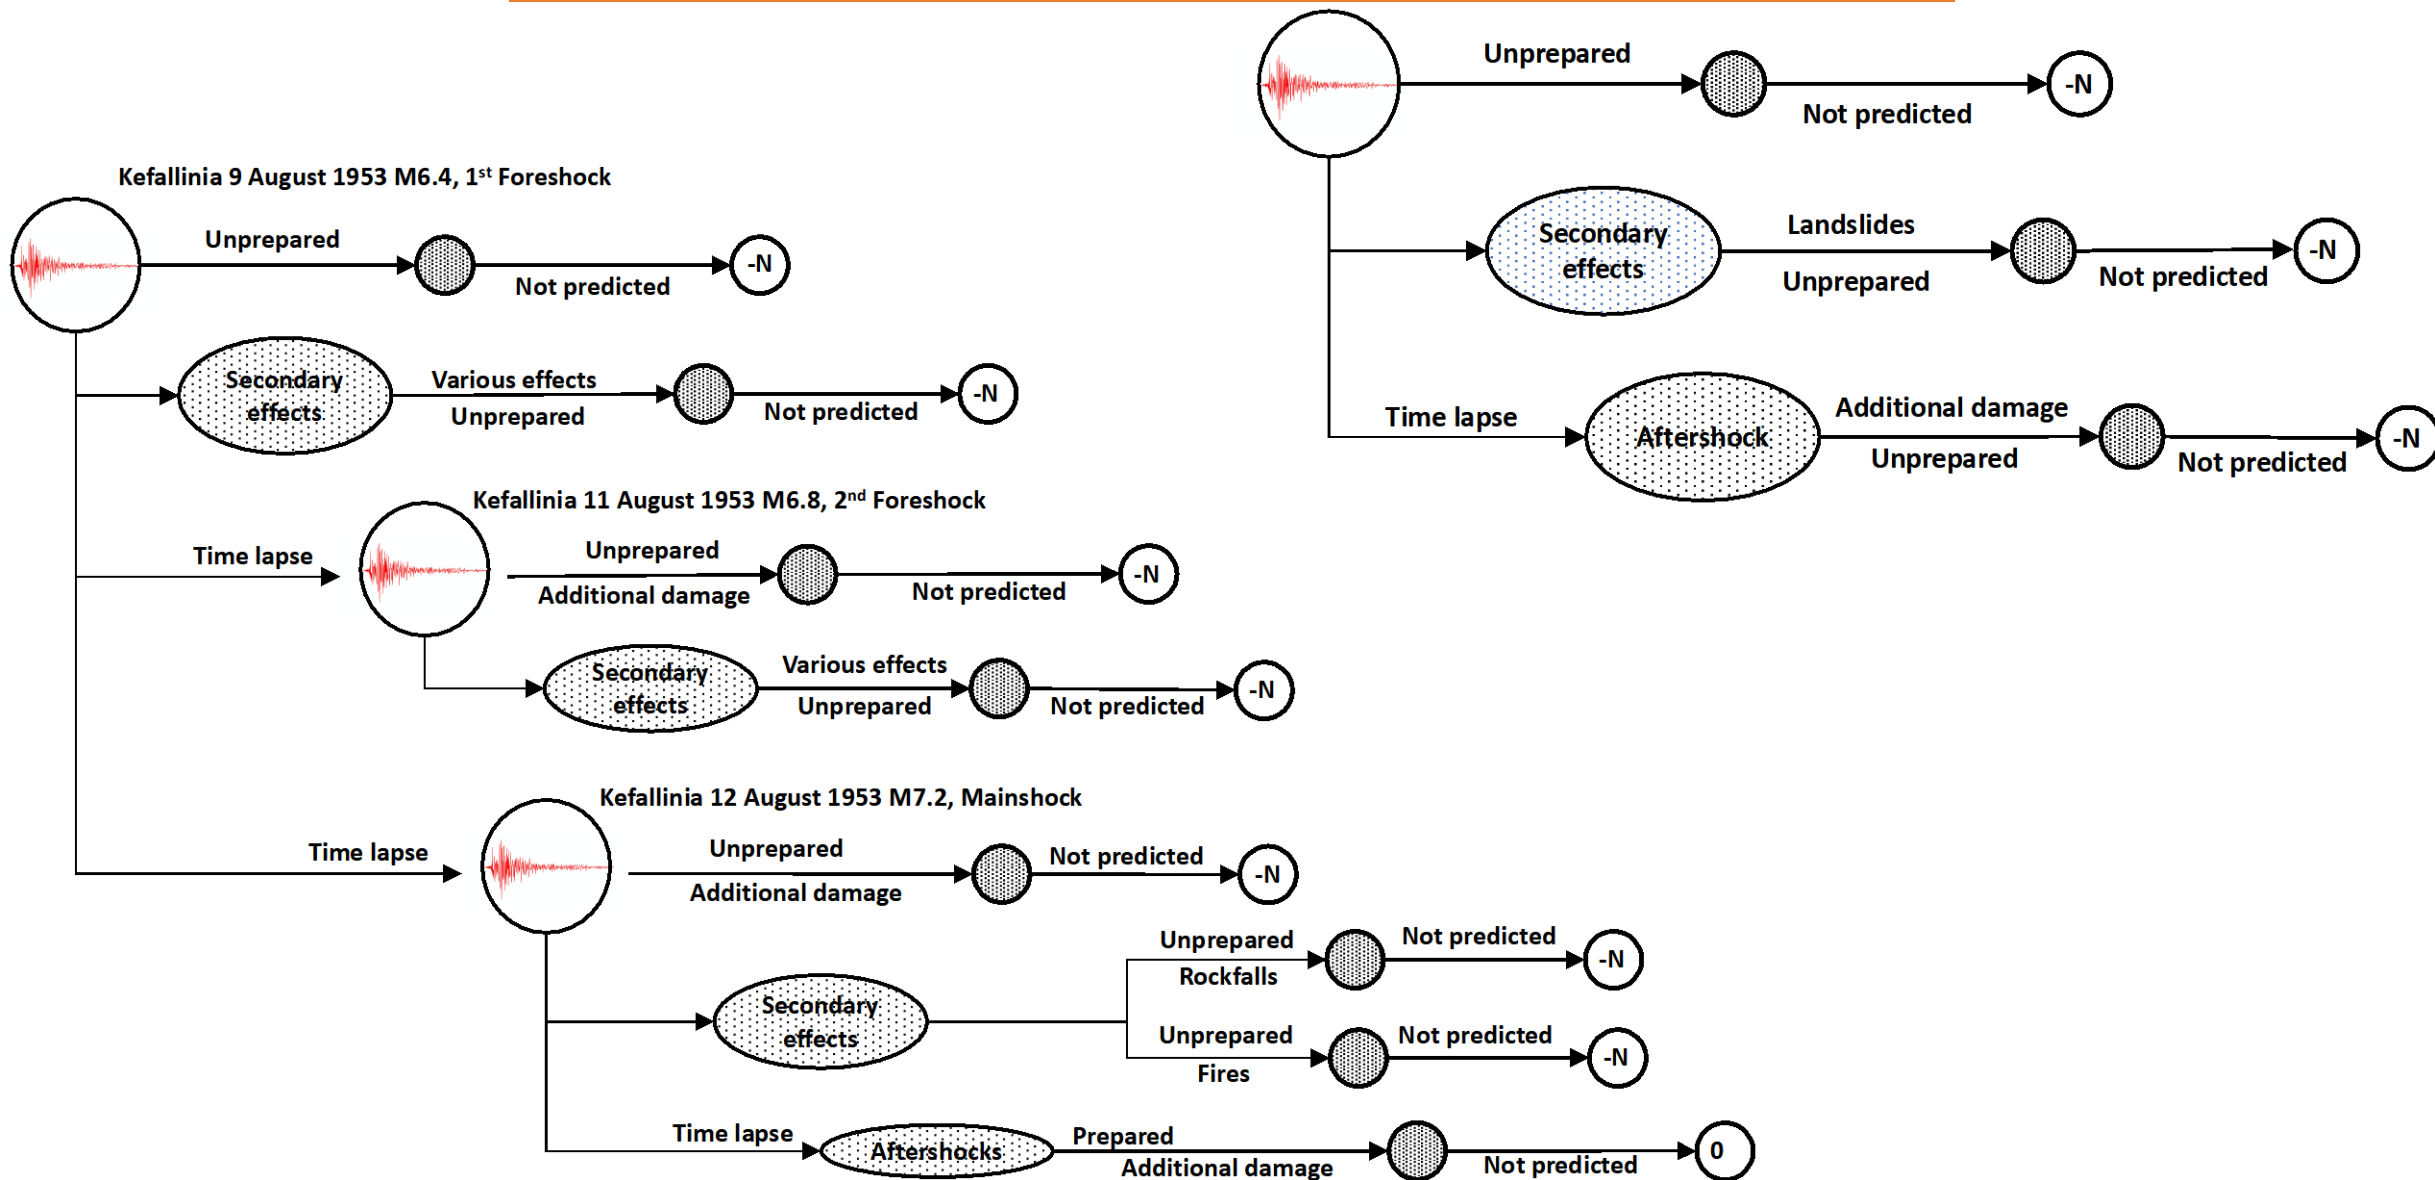 Unprepared
Not predicted
-N
Landslides
Secondary
effects
Unprepared
Not predicted
-N
Time lapse
Aftershock
Additional damage
Unprepared
Not predicted
-N
Kefallinia 9 August 1953 M6.4, 1st Foreshock
Unprepared
Not predicted
-N
Secondary
effects
Various effects
Unprepared
Not predicted
-N
Kefallinia 11 August 1953 M6.8, 2nd Foreshock
Time lapse
Unprepared
Additional damage
Not predicted
-N
Secondary
effects
Various effects
Unprepared
Not predicted
-N
Kefallinia 12 August 1953 M7.2, Mainshock
Time lapse
Unprepared
Additional damage
Not predicted
-N
Secondary
effects
Unprepared
Rockfalls
Not predicted
-N
Unprepared
Fires
Not predicted
-N
Time lapse
Aftershocks
Prepared
Additional damage
Not predicted
0